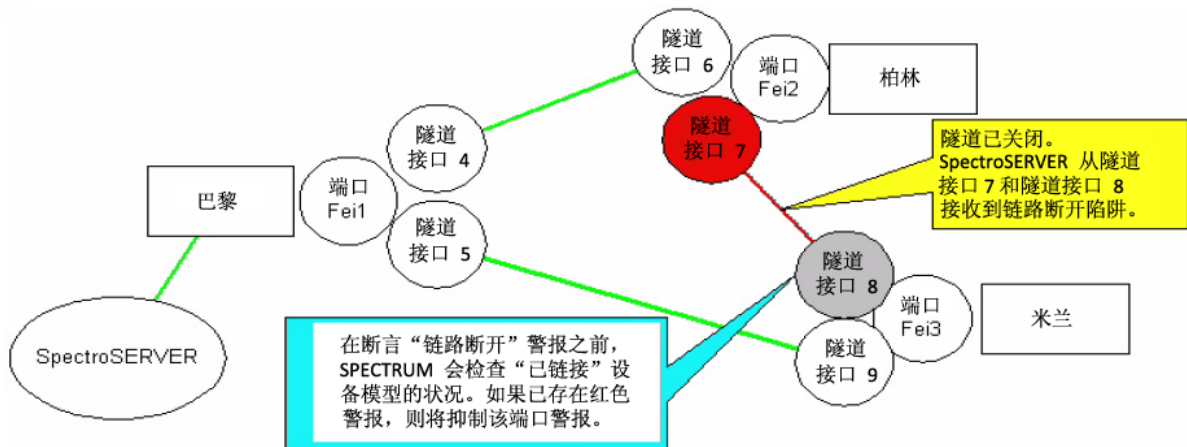 隧道
接口 6
端口
Fei2
柏林
隧道
接口 4
隧道
接口 7
隧道已关闭。
SpectroSERVER 从隧道
接口 7 和隧道接口 8
接收到链路断开陷阱。
巴黎
端口
Fei1
隧道
接口 5
隧道
接口 8
端口
Fei3
米兰
SpectroSERVER
在断言“链路断开”警报之前，
SPECTRUM 会检查“已链接”设
备模型的状况。如果已存在红色
警报，则将抑制该端口警报。
隧道
接口 9